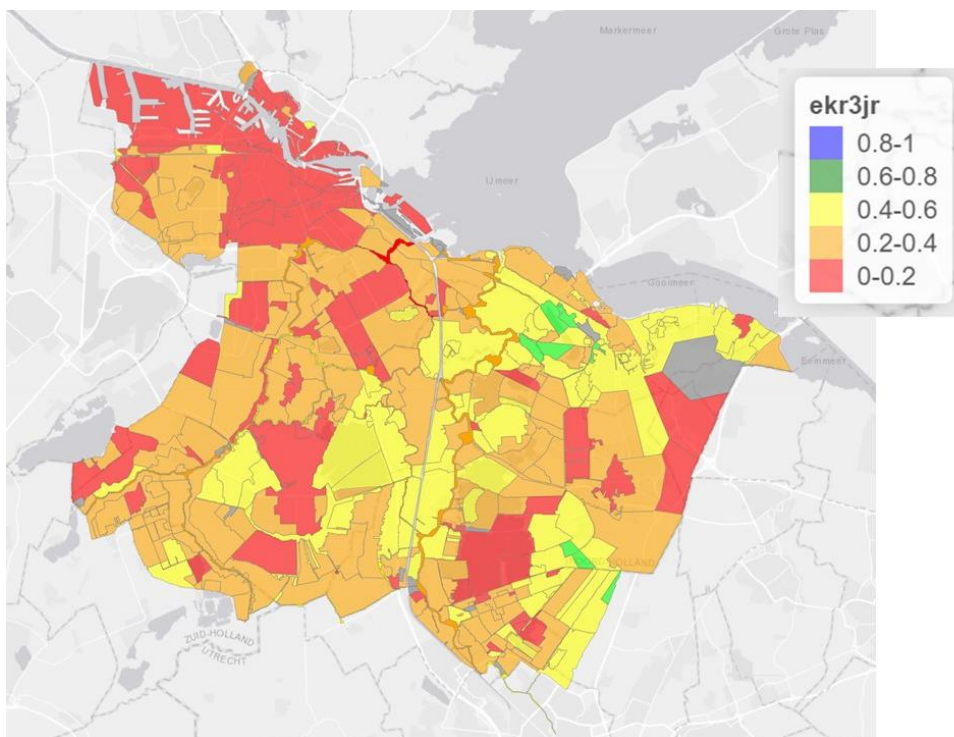 Markermeer
Grote Plas
IJmeer
Gooimeer
Eemmeer
ZUID-HOLLAND
UTRECHT
ekr3jr
0.8-1
0.6-0.8
0.4-0.6
0.2-0.4
0-0.2